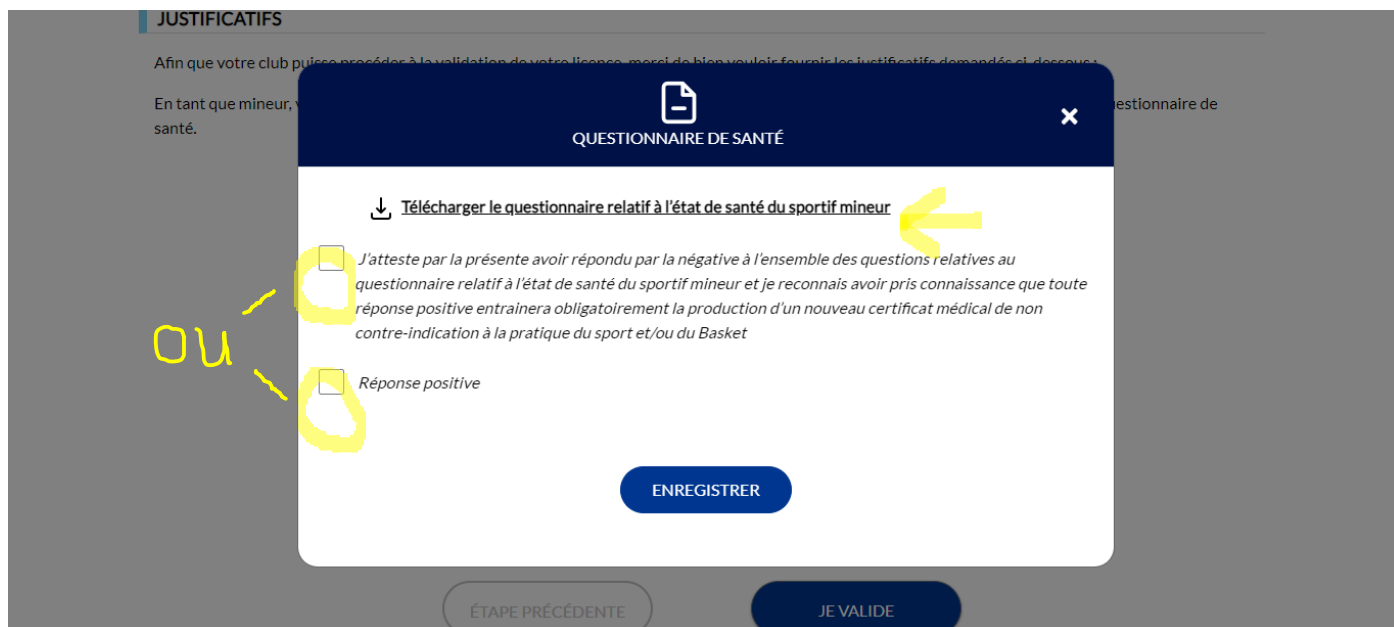 JUSTIFICATIFS
Afin que votre club puisse procéder à la validation de votre licence, merci de bien vouloir fournir les justificatifs demandés ci-dessous :
En tant que mineur,
estionnaire de
santé.
QUESTIONNAIRE DE SANTÉ
Télécharger le questionnaire relatif à l'état de santé du sportif mineur
J'atteste par la présente avoir répondu par la négative à l'ensemble des questions relatives au
questionnaire relatif à l'état de santé du sportif mineur et je reconnais avoir pris connaissance que toute
réponse positive entrainera obligatoirement la production d'un nouveau certificat médical de non
contre-indication à la pratique du sport et/ou du Basket
ou
Réponse positive
ENREGISTRER
ÉTAPE PRÉCÉDENTE
JE VALIDE